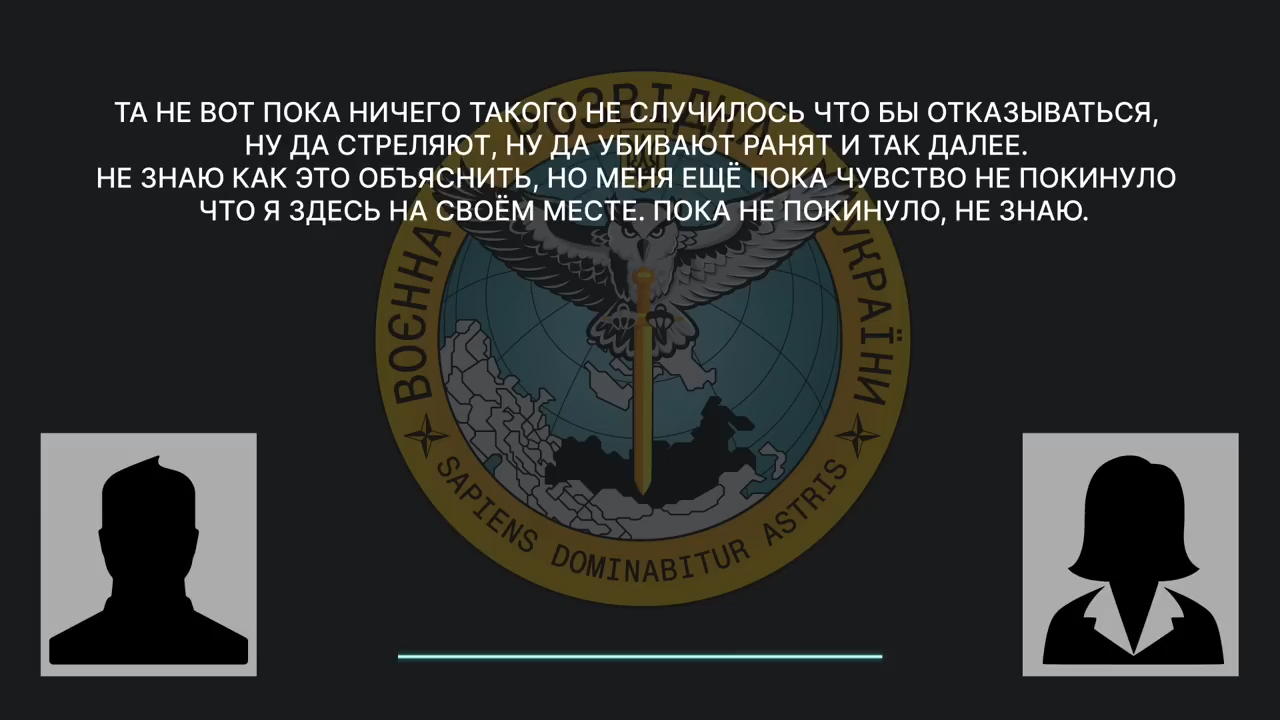 ТА НЕ ВОТ ПОКА НИЧЕГО ТАКОГО НЕ СЛУЧИЛОСЬ ЧТО БЫ ОТКАЗЫВАТЬСЯ,
НУ ДА СТРЕЛЯЮТ, НУ ДА УБИВАЮТ РАНЯТ И ТАК ДАЛЕЕ.
НЕ ЗНАЮ КАК ЭТО ОБЪЯСНИТЬ, НО МЕНЯ ЕЩЁ ПОКА ЧУВСТВО НЕ ПОКИНУЛО
ЧТО Я ЗДЕСЬ НА СВОЁМ МЕСТЕ. ПОКА НЕ ПОКИНУЛО, НЕ ЗНАЮ.
ВОЄННА РОЗВІДКА УКРАЇНИ
SAPIENS DOMINABITUR ASTRIS